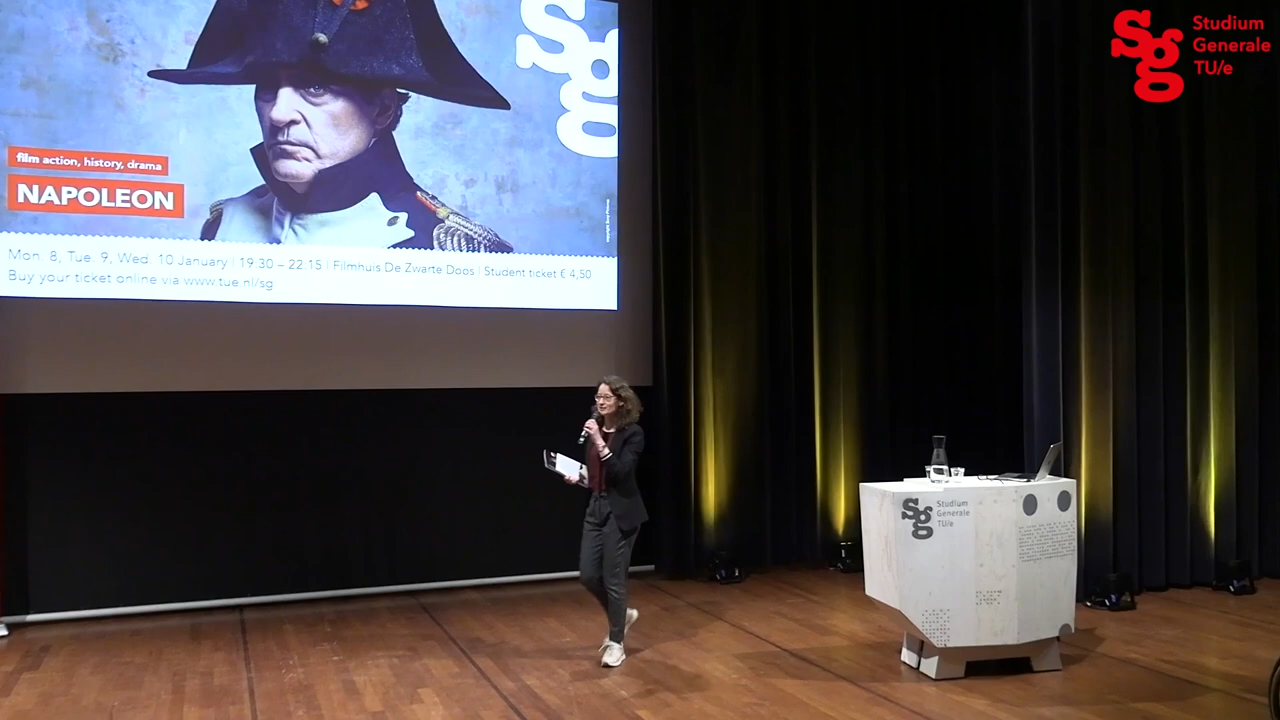 Studium
Generale
TU/e
sg
sg
film action, history, drama
NAPOLEON
Mon. 8, Tue. 9, Wed. 10 January | 19:30 – 22:15 | Filmhuis De Zwarte Doos | Student ticket € 4,50
Buy your ticket online via www.tue.nl/sg
sg
Studium
Generale
TU/e